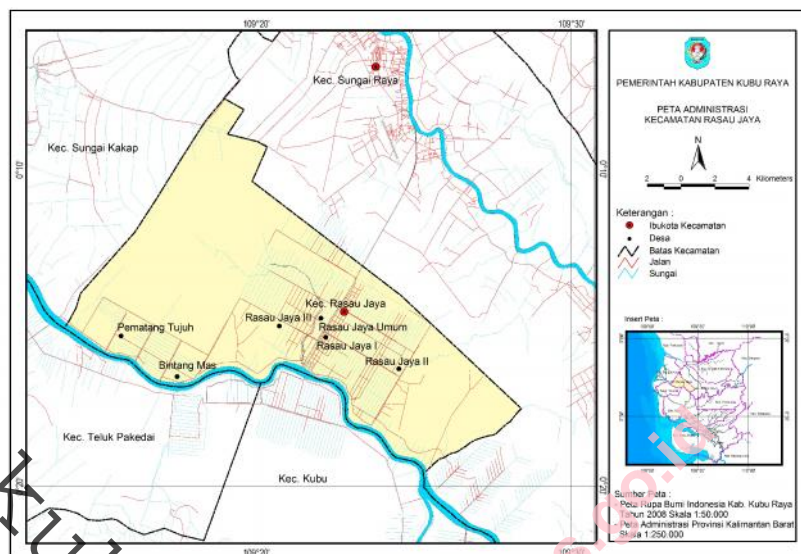 109°20'
109°30'
Kec. Sungai Raya
Kec. Sungai Kakap
0°10'
0°10'
Kec. Rasau Jaya
Rasau Jaya III
Rasau Jaya Umum
Pematang Tujuh
Rasau Jaya I
Bintang Mas
Rasau Jaya II
Kec. Teluk Pakedai
Kec. Kubu
0°20'
0°20'
109°20'
109°30'
PEMERINTAH KABUPATEN KUBU RAYA
PETA ADMINISTRASI
KECAMATAN RASAU JAYA
N
2 0 2 4 Kilometers
Keterangan :
Ibukota Kecamatan
Desa
Batas Kecamatan
Jalan
Sungai
Insert Peta :
Sumber Peta :
- Peta Rupa Bumi Indonesia Kab. Kubu Raya
Tahun 2008 Skala 1:50.000
- Peta Administrasi Provinsi Kalimantan Barat
Skala 1:250.000
s.go.id